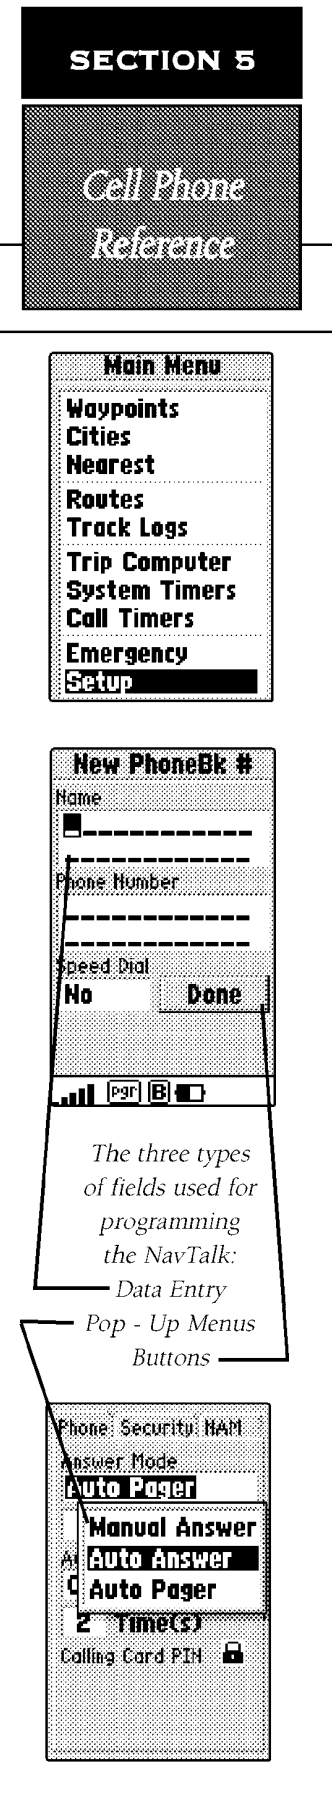 SECTION 5
Cell Phone
Reference
Main Menu
Waypoints
Cities
Nearest
Routes
Track Logs
Trip Computer
System Timers
Call Timers
Emergency
Setup
New PhoneBk #
Name
Phone Number
Speed Dial
No Done
pgr B
The three types
of fields used for
programming
the NavTalk:
Data Entry
Pop - Up Menus
Buttons
Phone Security NAM
Answer Mode
Auto Pager
Manual Answer
Auto Answer
Auto Pager
2 Time(s)
Calling Card PIN